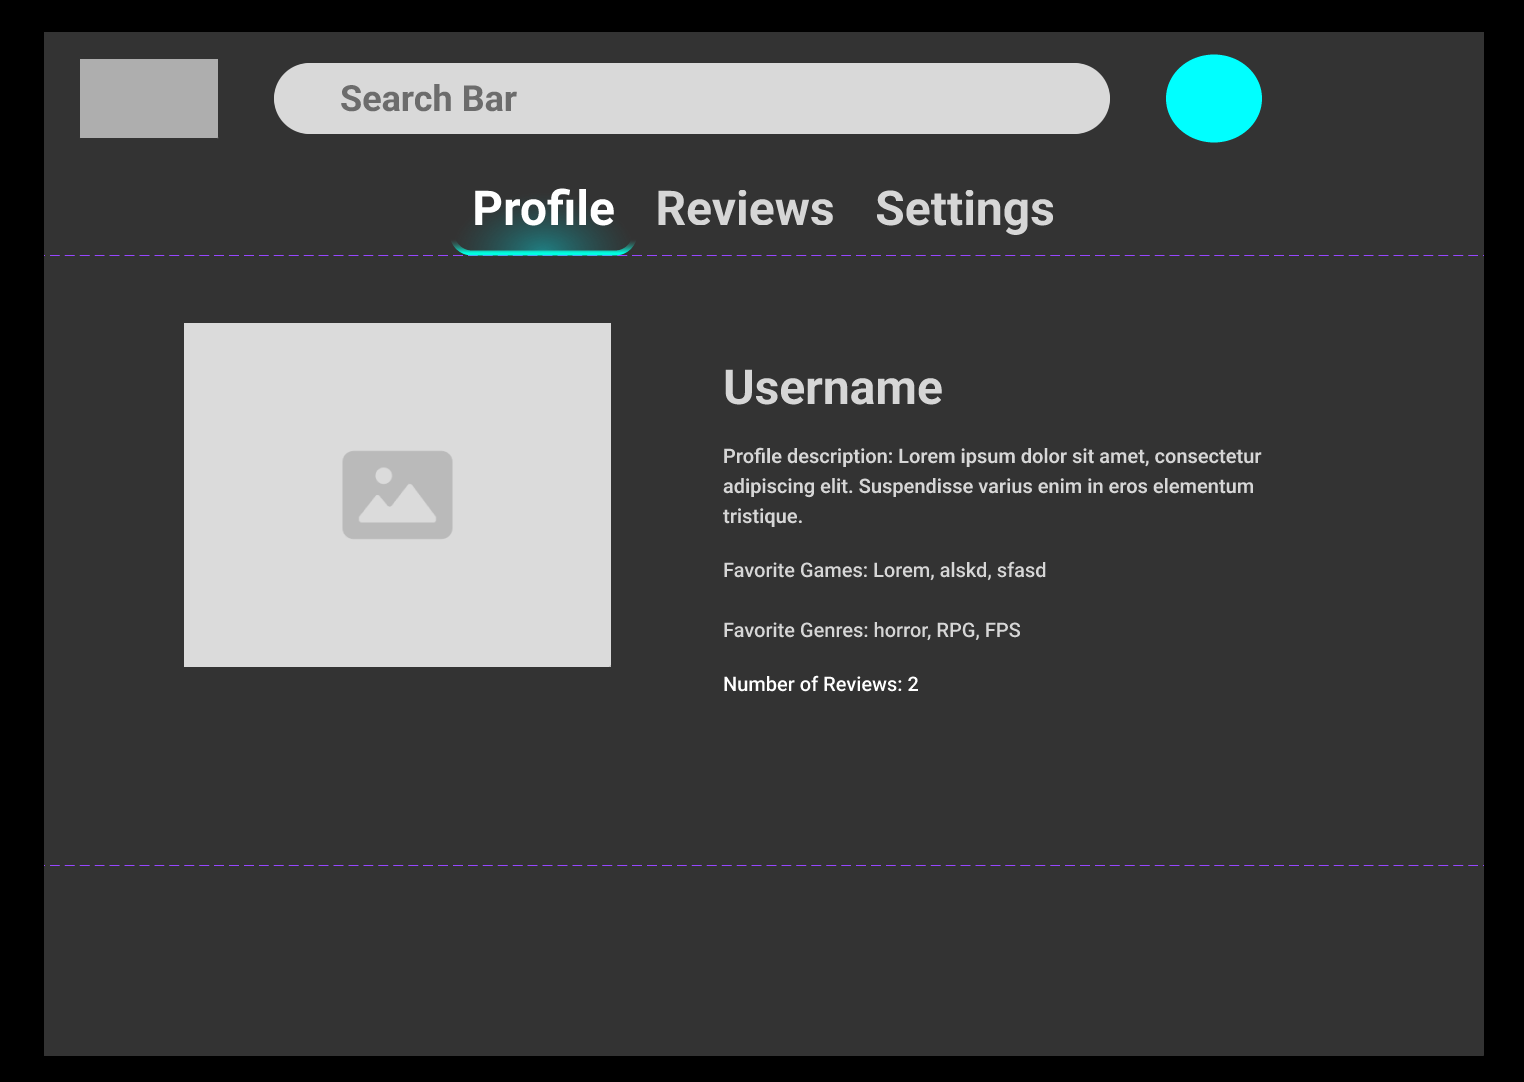 Search Bar
Profile Reviews Settings
Username
Profile description: Lorem ipsum dolor sit amet, consectetur
adipiscing elit. Suspendisse varius enim in eros elementum
tristique.
Favorite Games: Lorem, alskd, sfasd
Favorite Genres: horror, RPG, FPS
Number of Reviews: 2